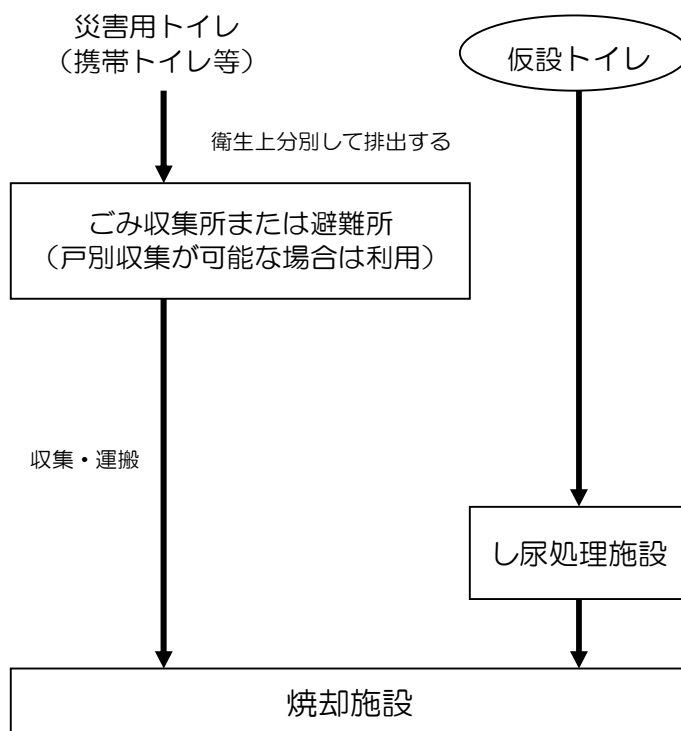 災害用トイレ
（携帯トイレ等）
仮設トイレ
衛生上分別して排出する
ごみ収集所または避難所
（戸別収集が可能な場合は利用）
収集・運搬
し尿処理施設
焼却施設